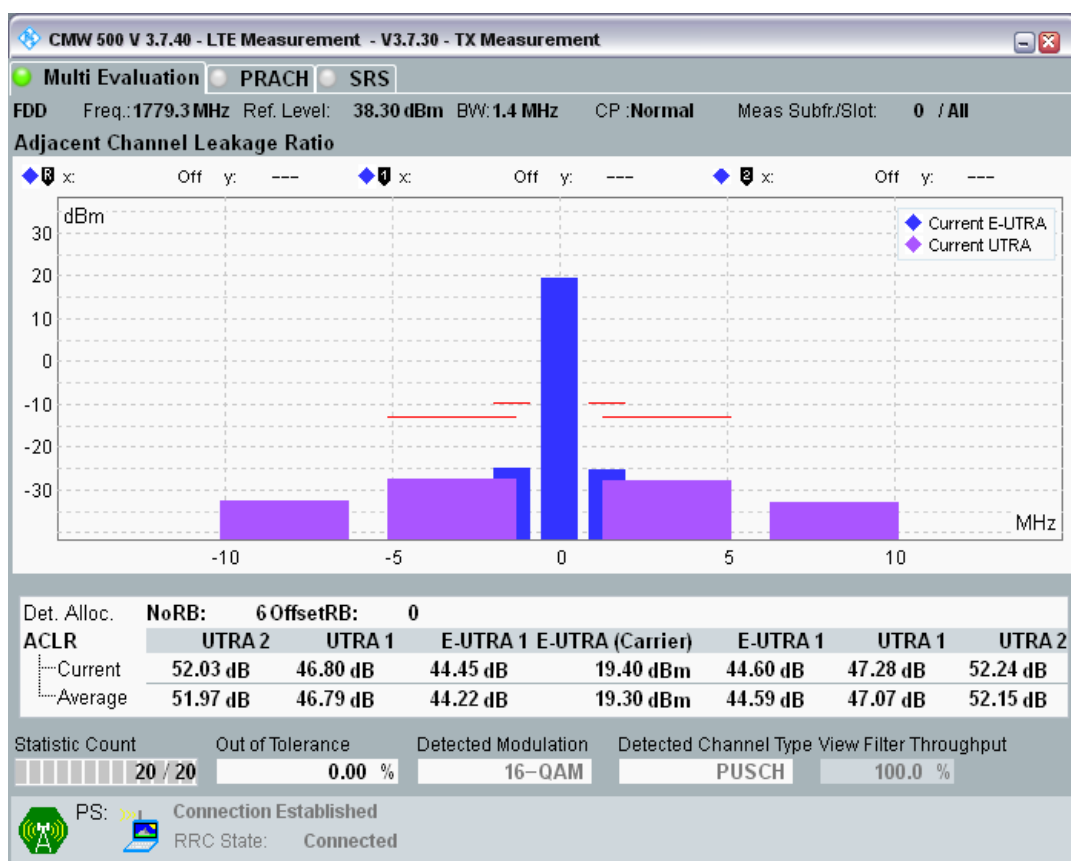 CMW 500 V 3.7.40 - LTE Measurement - V3.7.30 - TX Measurement
Multi Evaluation PRACH SRS
FDD Freq.: 1779.3 MHz Ref. Level: 38.30 dBm BW: 1.4 MHz CP :Normal Meas Subfr./Slot: 0 / All
Adjacent Channel Leakage Ratio
R x: Off y: --- 1 x: Off y: --- 2 x: Off y: ---
dBm
Current E-UTRA
Current UTRA
30
20
10
0
-10
-20
-30
MHz
-10 -5 0 5 10
Det. Alloc. NoRB: 6 OffsetRB: 0
ACLR UTRA 2 UTRA 1 E-UTRA 1 E-UTRA (Carrier) E-UTRA 1 UTRA 1 UTRA 2
Current 52.03 dB 46.80 dB 44.45 dB 19.40 dBm 44.60 dB 47.28 dB 52.24 dB
Average 51.97 dB 46.79 dB 44.22 dB 19.30 dBm 44.59 dB 47.07 dB 52.15 dB
Statistic Count Out of Tolerance Detected Modulation Detected Channel Type View Filter Throughput
20 / 20 0.00 % 16-QAM PUSCH 100.0 %
PS: Connection Established
RRC State: Connected